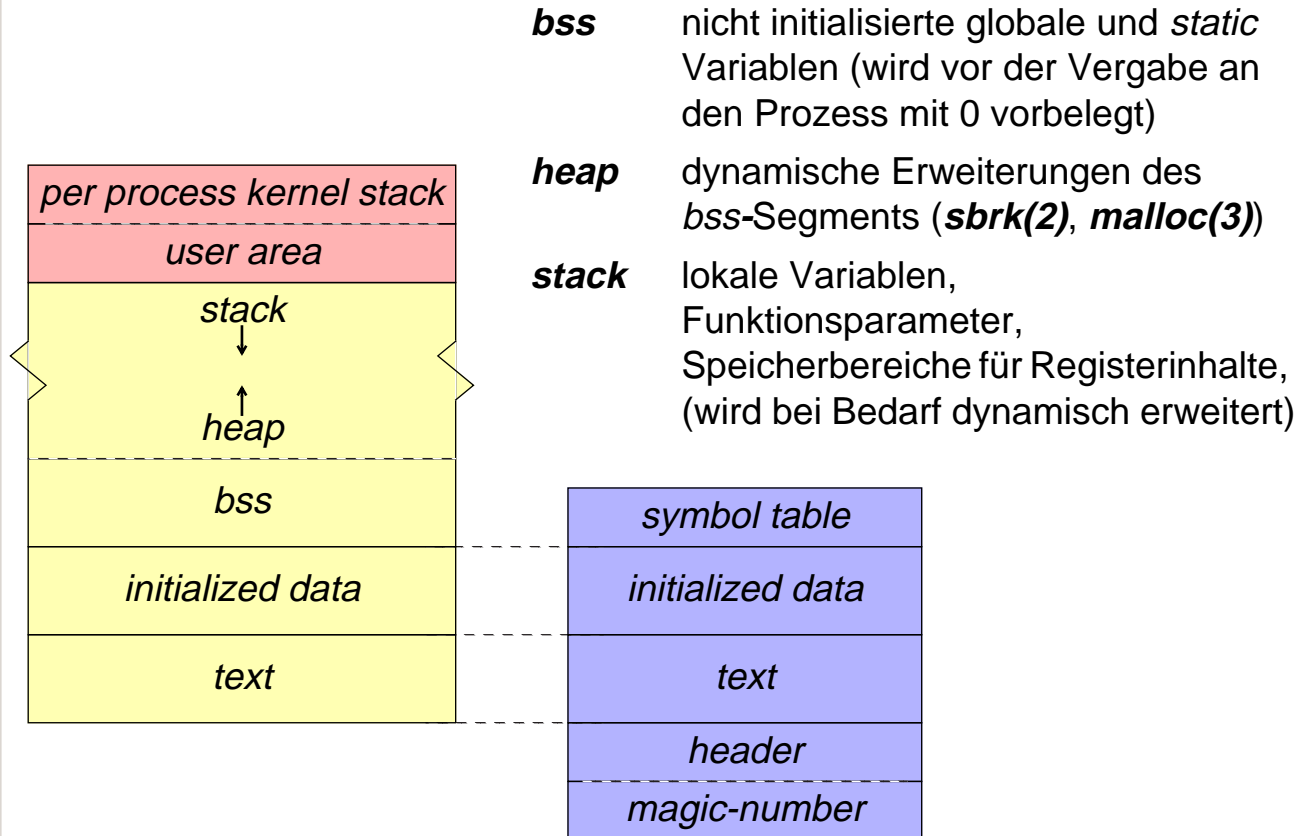 bss nicht initialisierte globale und static
Variablen (wird vor der Vergabe an
den Prozess mit 0 vorbelegt)
heap dynamische Erweiterungen des
bss-Segments (sbrk(2), malloc(3))
stack lokale Variablen,
Funktionsparameter,
Speicherbereiche für Registerinhalte,
(wird bei Bedarf dynamisch erweitert)
per process kernel stack
user area
stack
heap
bss
initialized data
text
symbol table
initialized data
text
header
magic-number